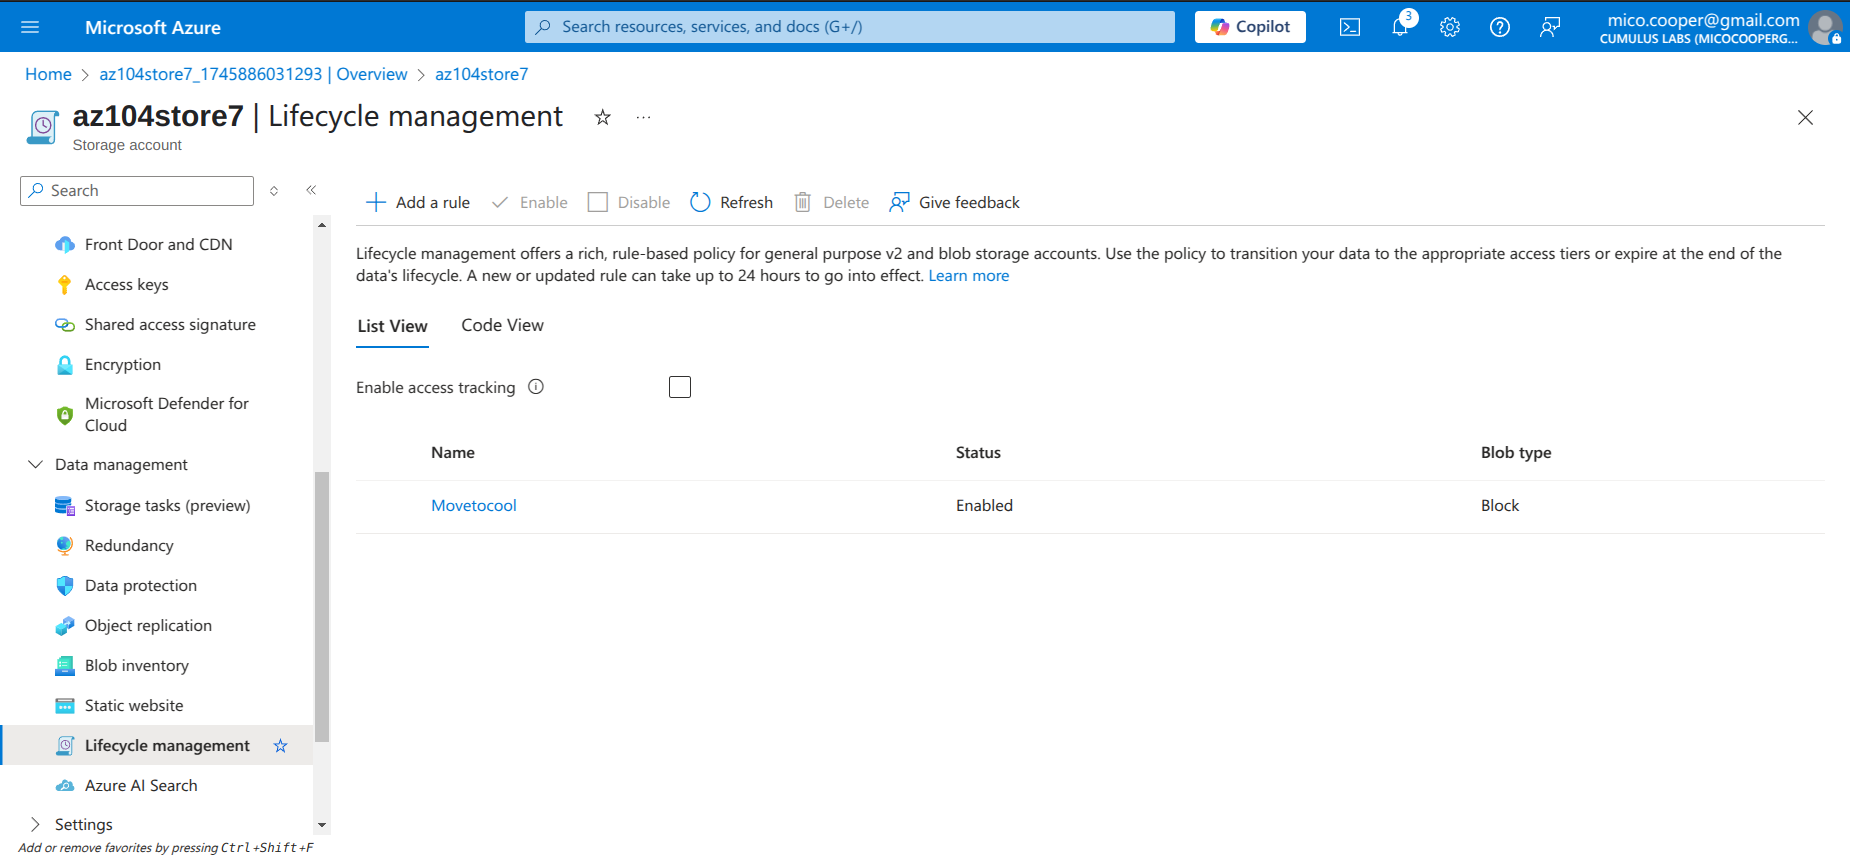 Microsoft Azure
Search resources, services, and docs (G+/)
Copilot
3
mico.cooper@gmail.com
CUMULUS LABS (MICOCOOPERG...
Home > az104store7_1745886031293 | Overview > az104store7
az104store7 | Lifecycle management
...
Storage account
Search
Add a rule
Enable
Disable
Refresh
Delete
Give feedback
Front Door and CDN
Access keys
Shared access signature
Encryption
Microsoft Defender for
Cloud
Data management
Storage tasks (preview)
Redundancy
Data protection
Object replication
Blob inventory
Static website
Lifecycle management
Azure AI Search
Settings
Add or remove favorites by pressing Ctrl+Shift+F
Lifecycle management offers a rich, rule-based policy for general purpose v2 and blob storage accounts. Use the policy to transition your data to the appropriate access tiers or expire at the end of the
data's lifecycle. A new or updated rule can take up to 24 hours to go into effect. Learn more
List View
Code View
Enable access tracking
Name Status Blob type
Movetocool Enabled Block